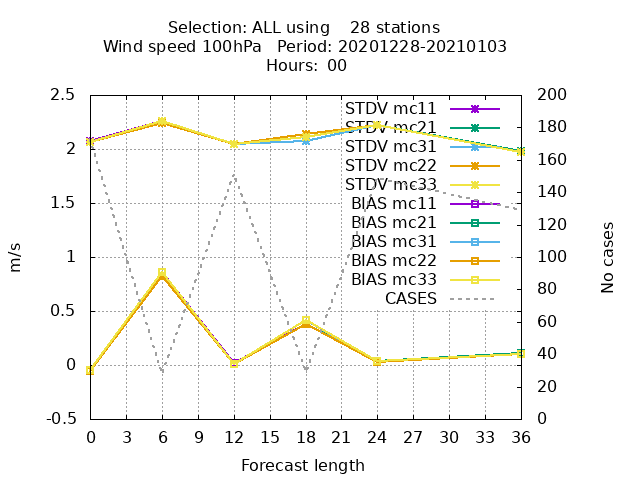 Selection: ALL using    28 stations
Wind speed 100hPa   Period: 20201228-20210103
Hours: 00
2.5
2
1.5
1
0.5
0
-0.5
m/s
200
180
160
140
120
100
80
60
40
20
0
No cases
STDV mc11
STDV mc21
STDV mc31
STDV mc22
STDV mc33
BIAS mc11
BIAS mc21
BIAS mc31
BIAS mc22
BIAS mc33
CASES
0 3 6 9 12 15 18 21 24 27 30 33 36
Forecast length